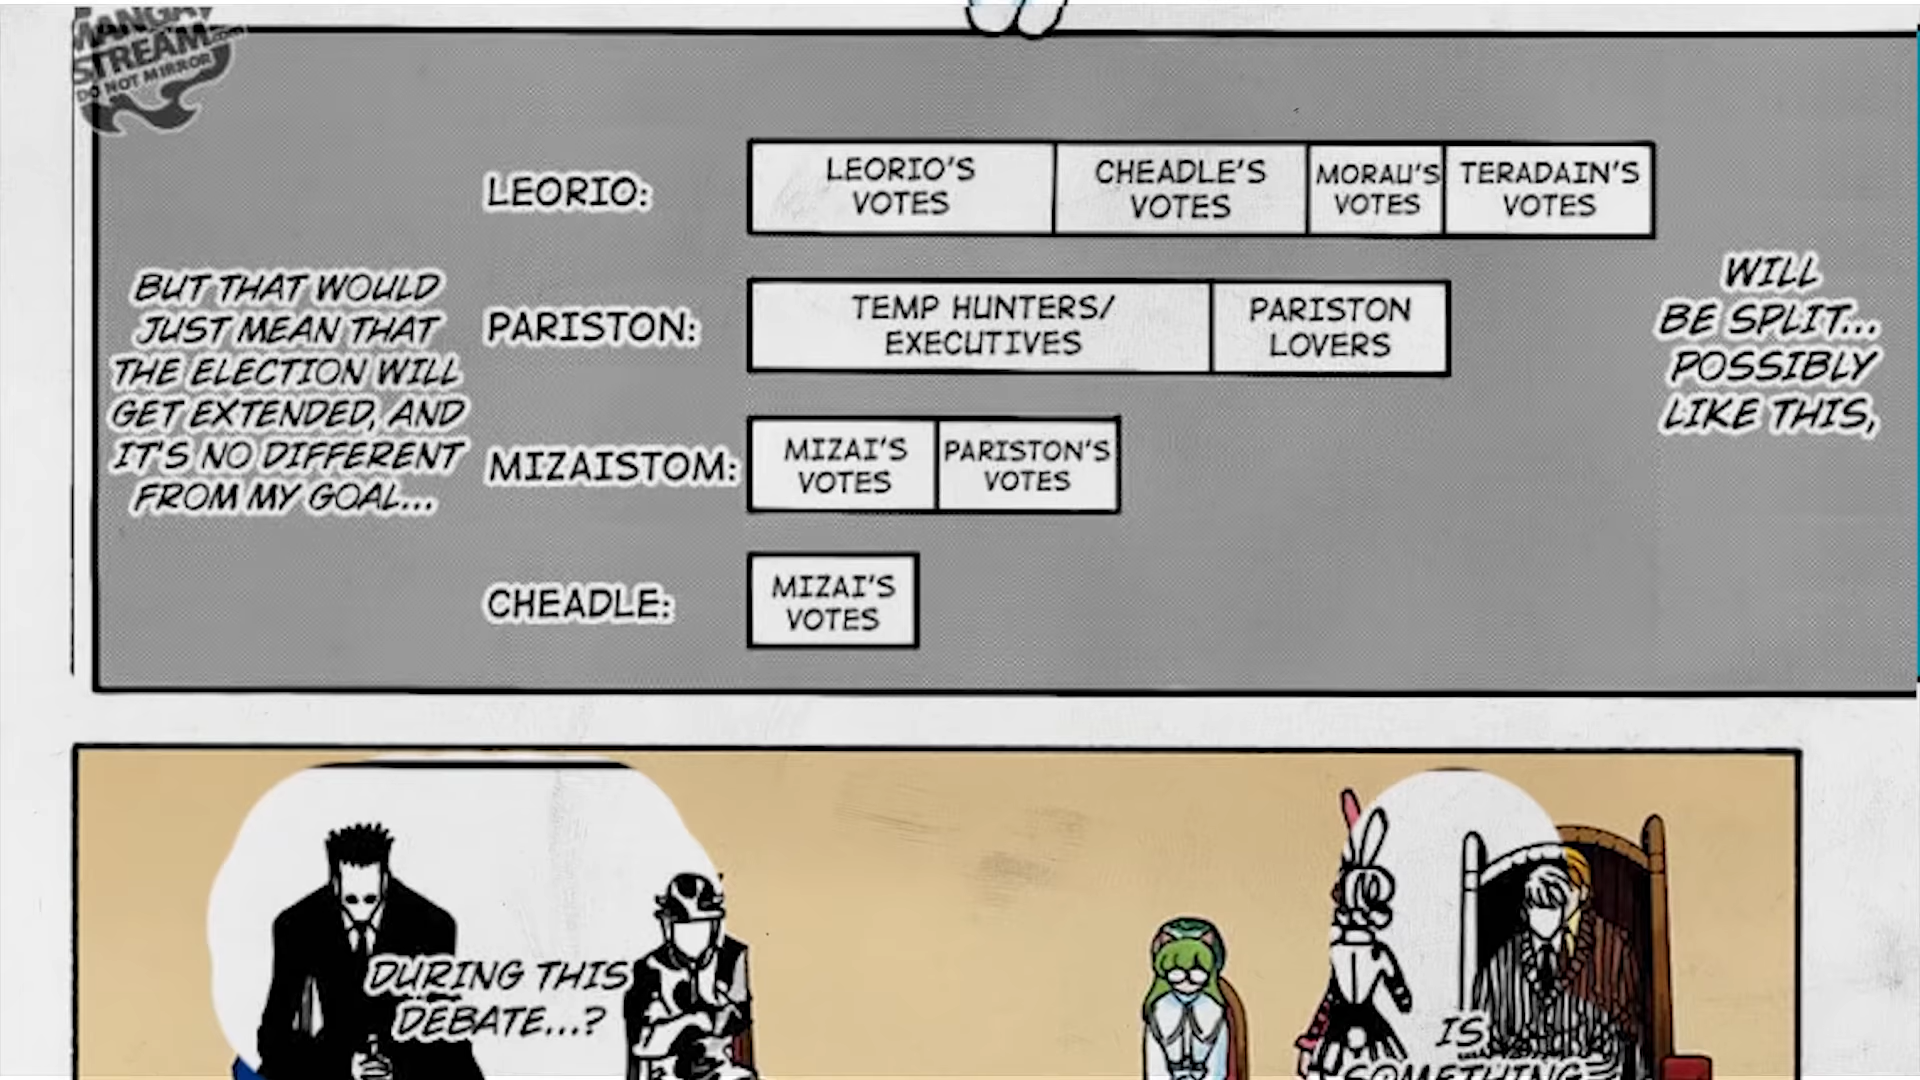 MANGA
STREAM.com
DO NOT MIRROR
WILL
BE SPLIT...
POSSIBLY
LIKE THIS,
LEORIO:
LEORIO'S
VOTES
CHEADLE'S
VOTES
MORAU'S
VOTES
TERADAIN'S
VOTES
PARISTON:
TEMP HUNTERS/
EXECUTIVES
PARISTON
LOVERS
MIZAISTOM:
MIZAI'S
VOTES
PARISTON'S
VOTES
CHEADLE:
MIZAI'S
VOTES
BUT THAT WOULD
JUST MEAN THAT
THE ELECTION WILL
GET EXTENDED, AND
IT'S NO DIFFERENT
FROM MY GOAL...
IS
SOMETHING
DURING THIS
DEBATE...?